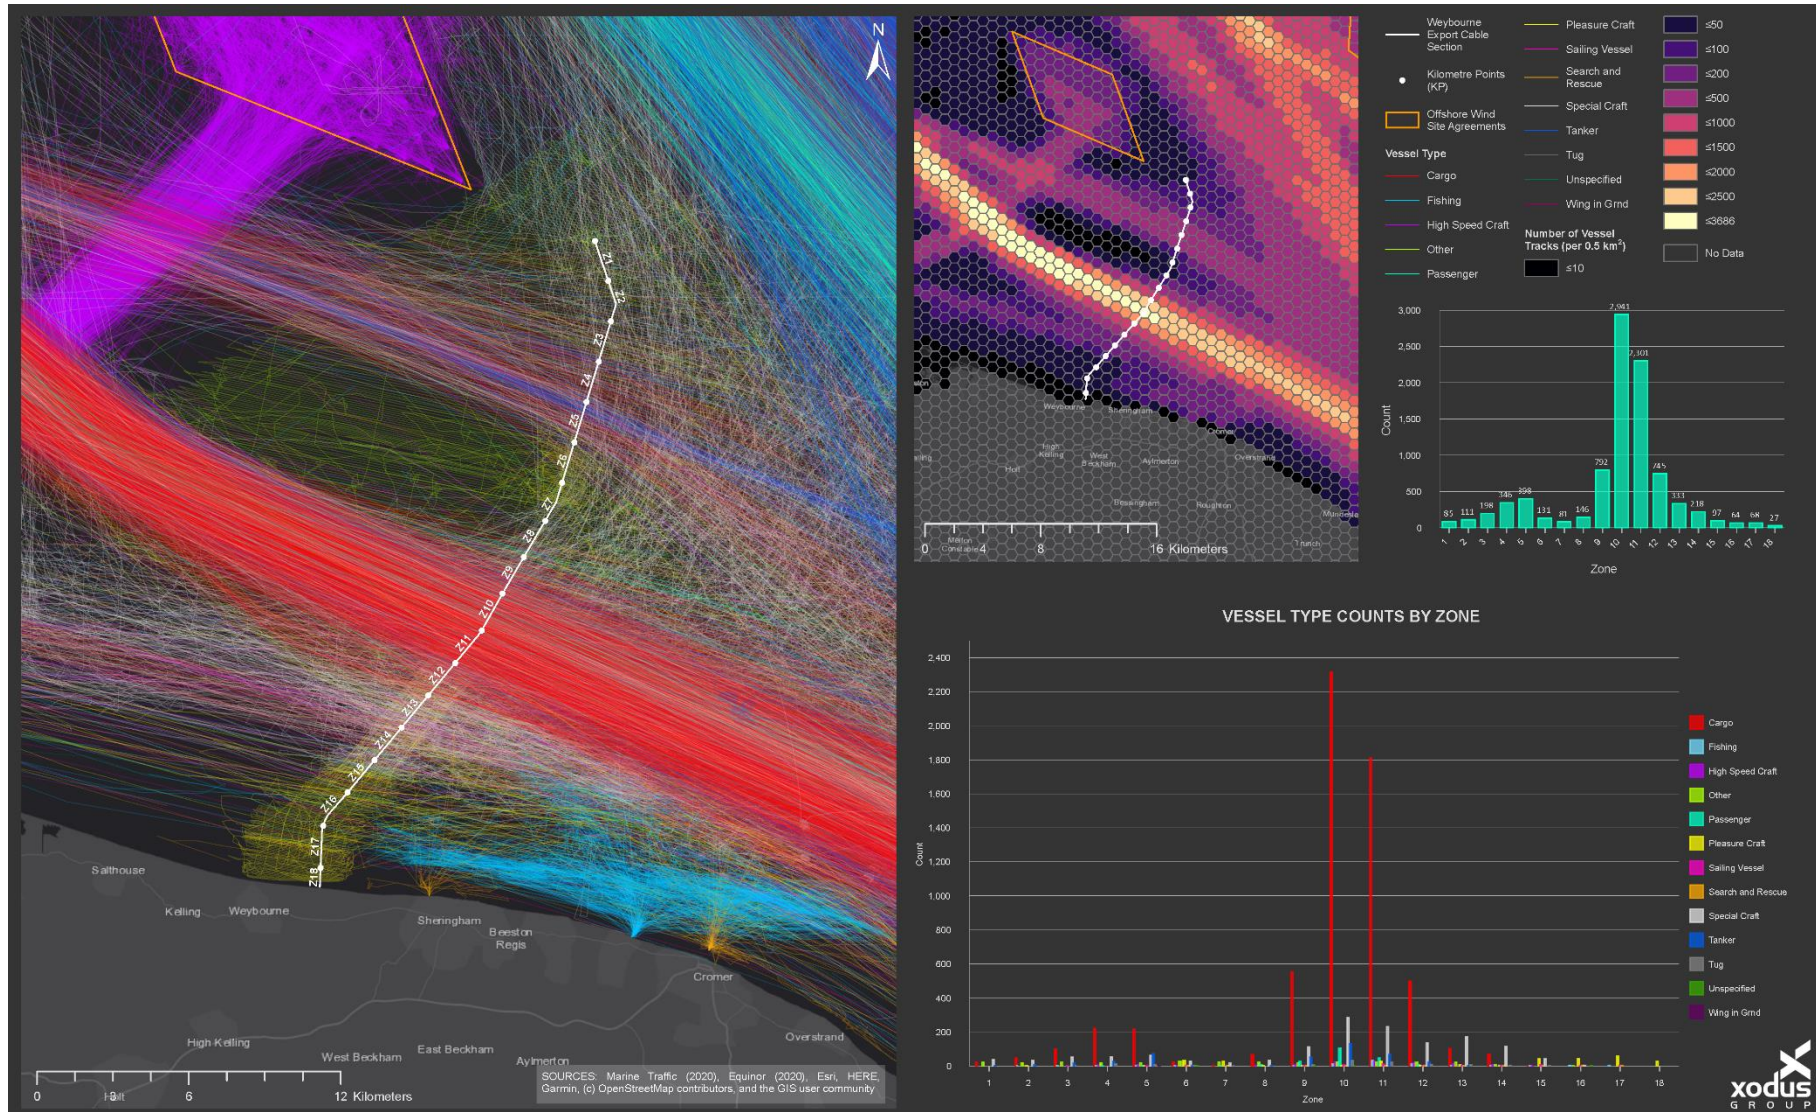 N
Z1
Z2
Z3
Z4
Z5
Z6
Z7
Z8
Z9
Z10
Z11
Z12
Z13
Z14
Z15
Z16
Z17
Z18
Salthouse
Kelling
Weybourne
Sheringham
Beeston
Regis
Cromer
Overstrand
High Kelling
West Beckham
East Beckham
Aylmerton
Holt
0 3 6 12 Kilometers
SOURCES: Marine Traffic (2020), Equinor (2020), Esri, HERE,
Garmin, (c) OpenStreetMap contributors, and the GIS user community
Weybourne
Sheringham
Cromer
High
Kelling
West
Beckham
Aylmerton
Overstrand
Holt
Bessingham
Roughton
Trunch
Melton
Constable
0 4 8 16 Kilometers
Weybourne
Export Cable
Section
Kilometre Points
(KP)
Offshore Wind
Site Agreements
Vessel Type
Cargo
Fishing
High Speed Craft
Other
Passenger
Pleasure Craft
Sailing Vessel
Search and
Rescue
Special Craft
Tanker
Tug
Unspecified
Wing in Grnd
Number of Vessel
Tracks (per 0.5 km²)
≤10
≤50
≤100
≤200
≤500
≤1000
≤1500
≤2000
≤2500
≤3686
No Data
3,000
2,500
2,000
1,500
1,000
500
0
Count
85 111 198 346 398 131 81 146 792 2,941 2,301 745 333 218 97 64 68 27
1 2 3 4 5 6 7 8 9 10 11 12 13 14 15 16 17 18
Zone
VESSEL TYPE COUNTS BY ZONE
2,400
2,200
2,000
1,800
1,600
1,400
1,200
1,000
800
600
400
200
0
Count
1 2 3 4 5 6 7 8 9 10 11 12 13 14 15 16 17 18
Zone
Cargo
Fishing
High Speed Craft
Other
Passenger
Pleasure Craft
Sailing Vessel
Search and Rescue
Special Craft
Tanker
Tug
Unspecified
Wing in Grnd
xodus
GROUP